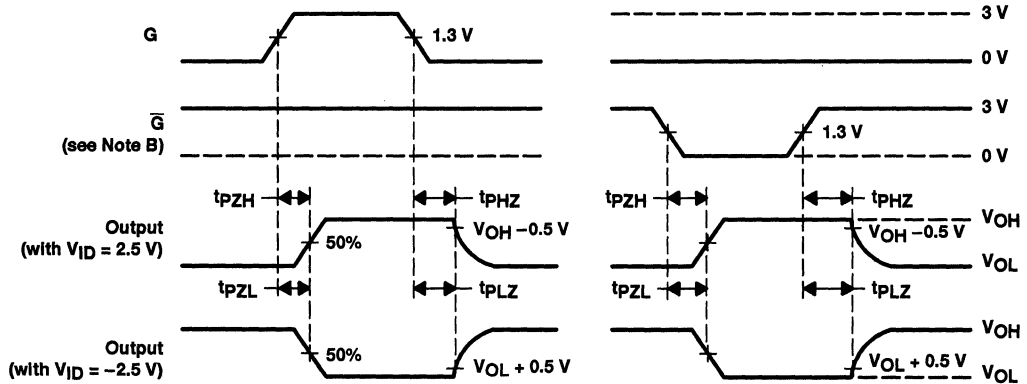 G
1.3 V
3 V
0 V
G̅
(see Note B)
1.3 V
3 V
0 V
tPZH
tPHZ
tPZH
tPHZ
Output
(with VID = 2.5 V)
50%
VOH −0.5 V
VOH −0.5 V
VOH
VOL
tPZL
tPLZ
tPZL
tPLZ
Output
(with VID = −2.5 V)
50%
VOL + 0.5 V
VOL + 0.5 V
VOH
VOL